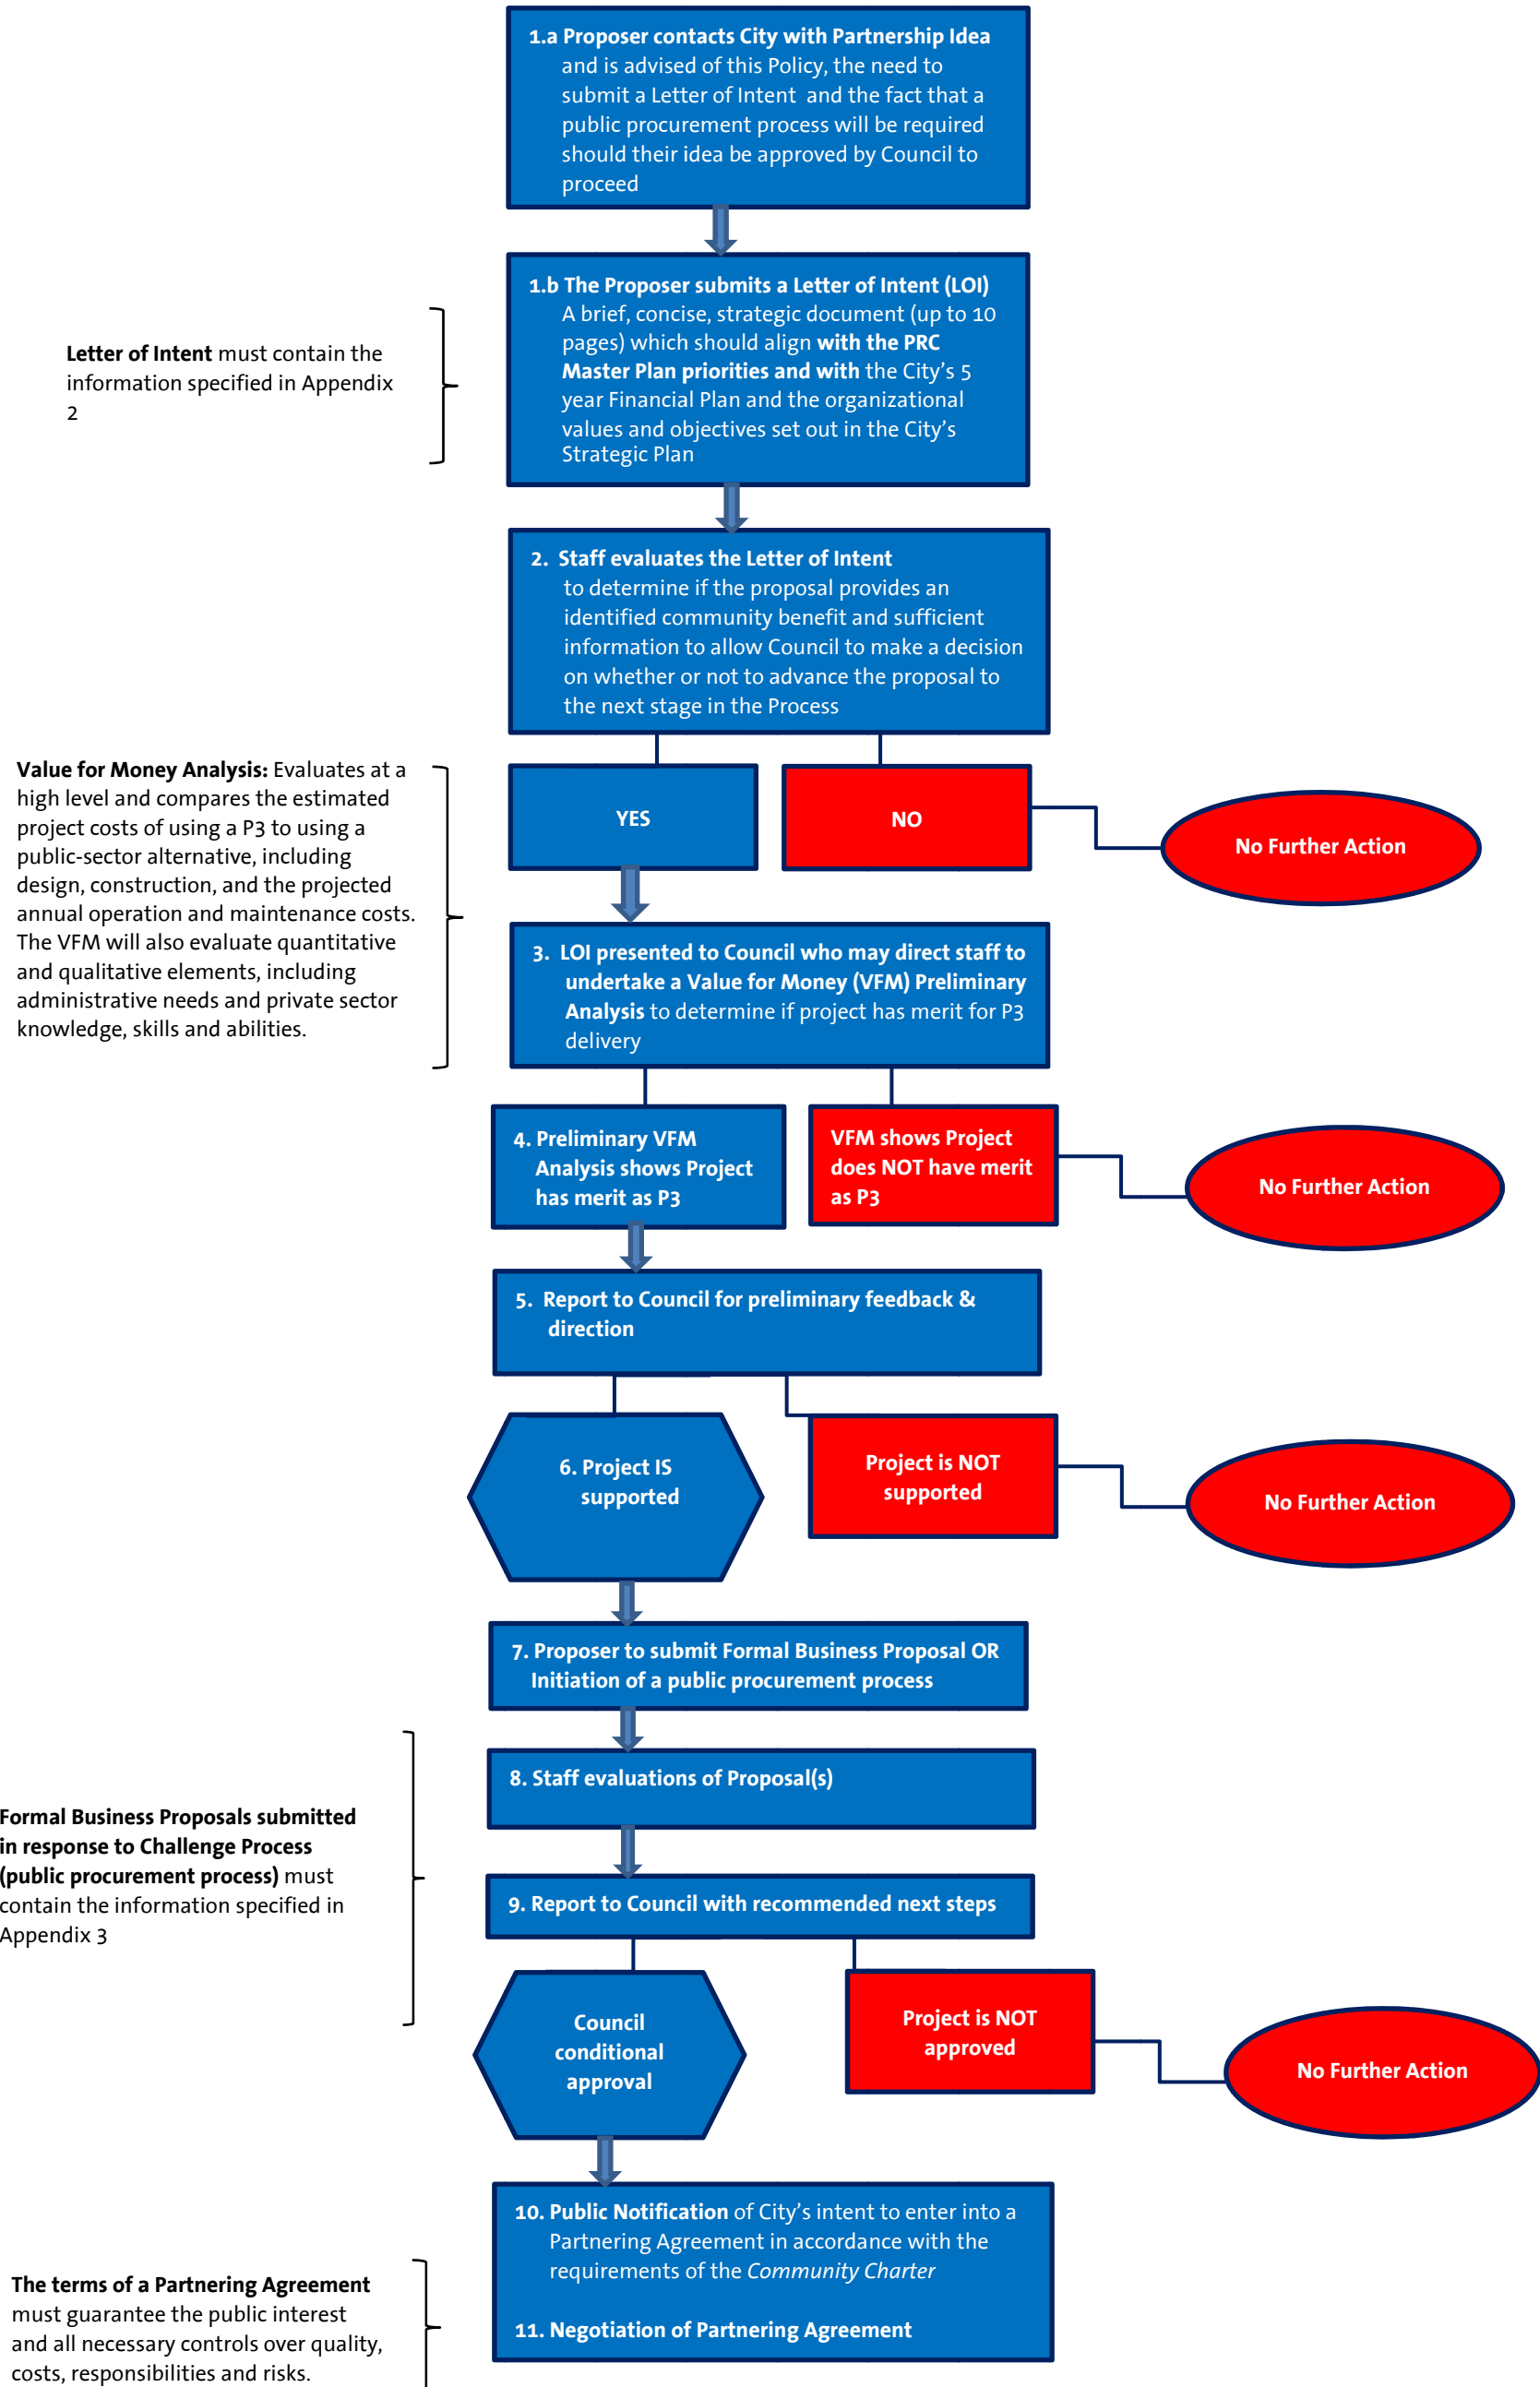 1.a Proposer contacts City with Partnership Idea
and is advised of this Policy, the need to
submit a Letter of Intent and the fact that a
public procurement process will be required
should their idea be approved by Council to
proceed
1.b The Proposer submits a Letter of Intent (LOI)
A brief, concise, strategic document (up to 10
pages) which should align with the PRC
Master Plan priorities and with the City's 5
year Financial Plan and the organizational
values and objectives set out in the City's
Strategic Plan
Letter of Intent must contain the
information specified in Appendix
2
2. Staff evaluates the Letter of Intent
to determine if the proposal provides an
identified community benefit and sufficient
information to allow Council to make a decision
on whether or not to advance the proposal to
the next stage in the Process
YES
NO
No Further Action
Value for Money Analysis: Evaluates at a
high level and compares the estimated
project costs of using a P3 to using a
public-sector alternative, including
design, construction, and the projected
annual operation and maintenance costs.
The VFM will also evaluate quantitative
and qualitative elements, including
administrative needs and private sector
knowledge, skills and abilities.
3. LOI presented to Council who may direct staff to
undertake a Value for Money (VFM) Preliminary
Analysis to determine if project has merit for P3
delivery
4. Preliminary VFM
Analysis shows Project
has merit as P3
VFM shows Project
does NOT have merit
as P3
No Further Action
5. Report to Council for preliminary feedback &
direction
6. Project IS
supported
Project is NOT
supported
No Further Action
7. Proposer to submit Formal Business Proposal OR
Initiation of a public procurement process
8. Staff evaluations of Proposal(s)
Formal Business Proposals submitted
in response to Challenge Process
(public procurement process) must
contain the information specified in
Appendix 3
9. Report to Council with recommended next steps
Council
conditional
approval
Project is NOT
approved
No Further Action
10. Public Notification of City's intent to enter into a
Partnering Agreement in accordance with the
requirements of the Community Charter
11. Negotiation of Partnering Agreement
The terms of a Partnering Agreement
must guarantee the public interest
and all necessary controls over quality,
costs, responsibilities and risks.